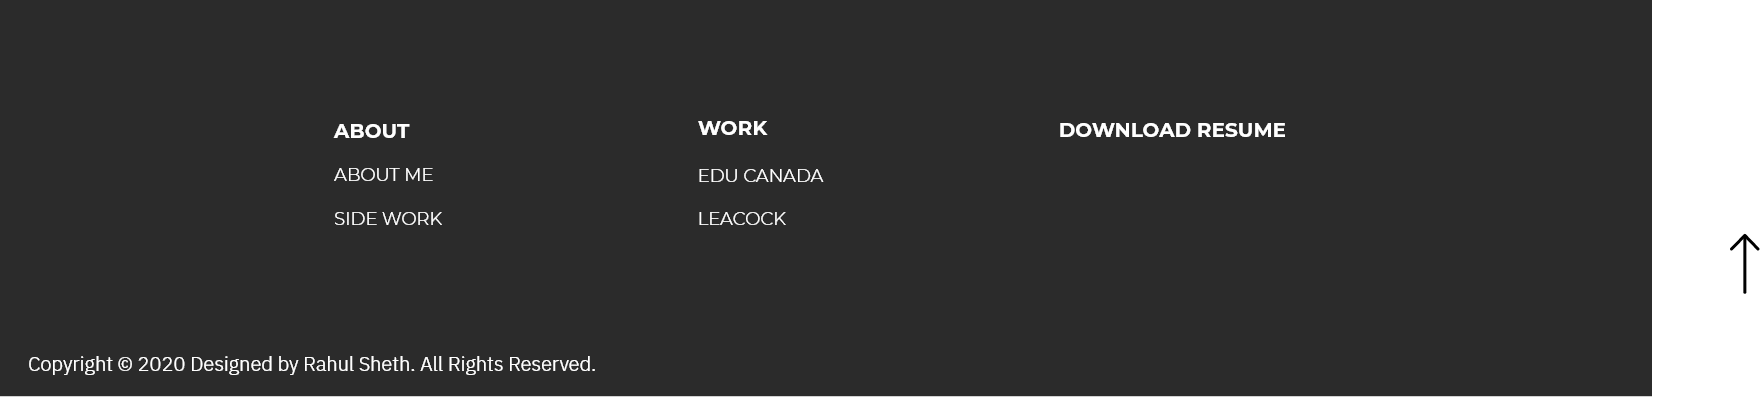 ABOUT
ABOUT ME
SIDE WORK
WORK
EDU CANADA
LEACOCK
DOWNLOAD RESUME
Copyright © 2020 Designed by Rahul Sheth. All Rights Reserved.